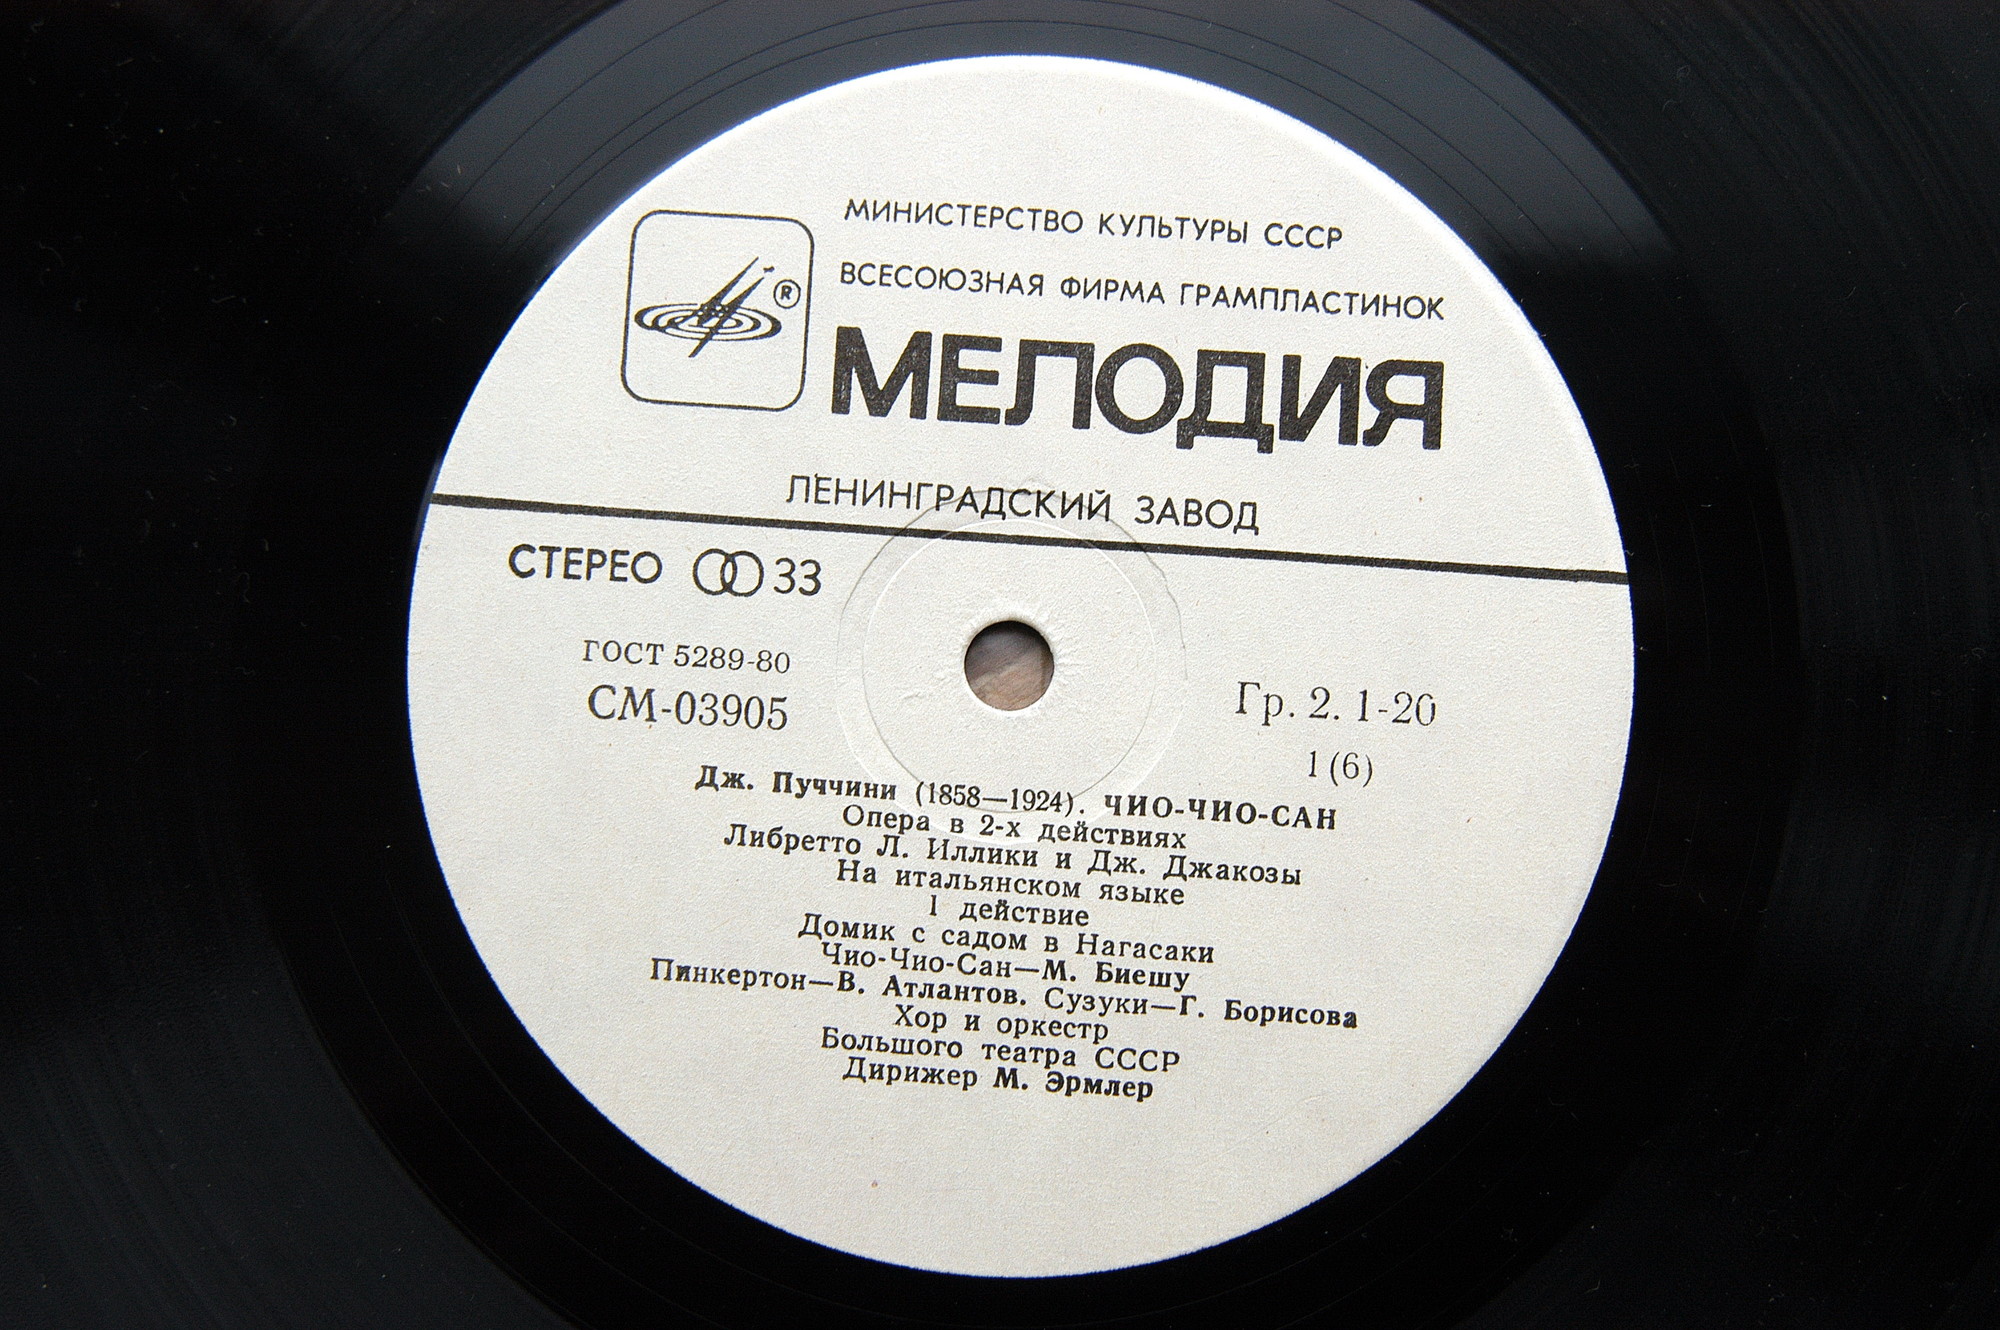 МИНИСТЕРСТВО КУЛЬТУРЫ СССР
ВСЕСОЮЗНАЯ ФИРМА ГРАМПЛАСТИНОК
®
МЕЛОДИЯ
ЛЕНИНГРАДСКИЙ ЗАВОД
СТЕРЕО 33
ГОСТ 5289-80
СМ-03905
Гр. 2. 1-20
1 (6)
Дж. Пуччини (1858—1924). ЧИО-ЧИО-САН
Опера в 2-х действиях
Либретто Л. Иллики и Дж. Джакозы
На итальянском языке
I действие
Домик с садом в Нагасаки
Чио-Чио-Сан—М. Биешу
Пинкертон—В. Атлантов. Сузуки—Г. Борисова
Хор и оркестр
Большого театра СССР
Дирижер М. Эрмлер